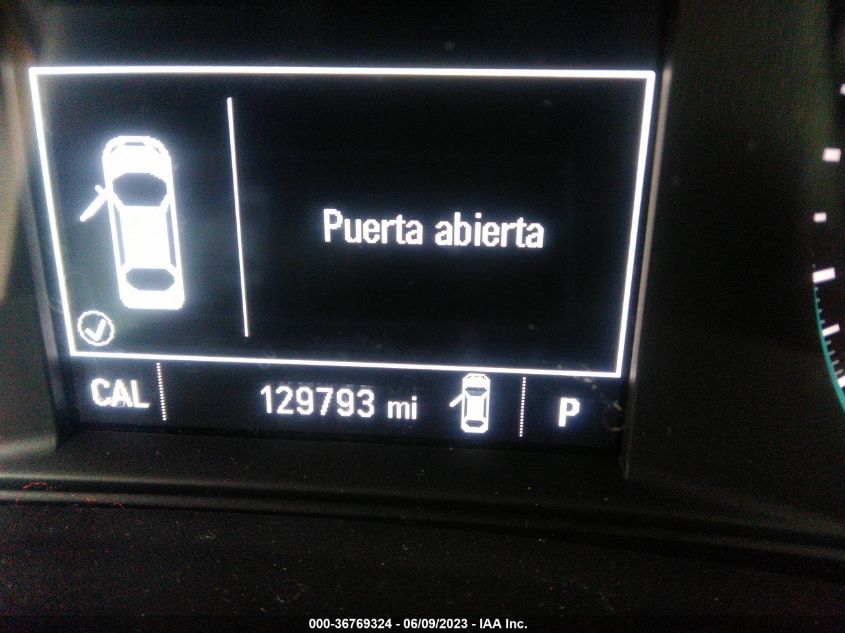 Puerta abierta
CAL 129793 mi P
000-36769324 - 06/09/2023 - IAA Inc.